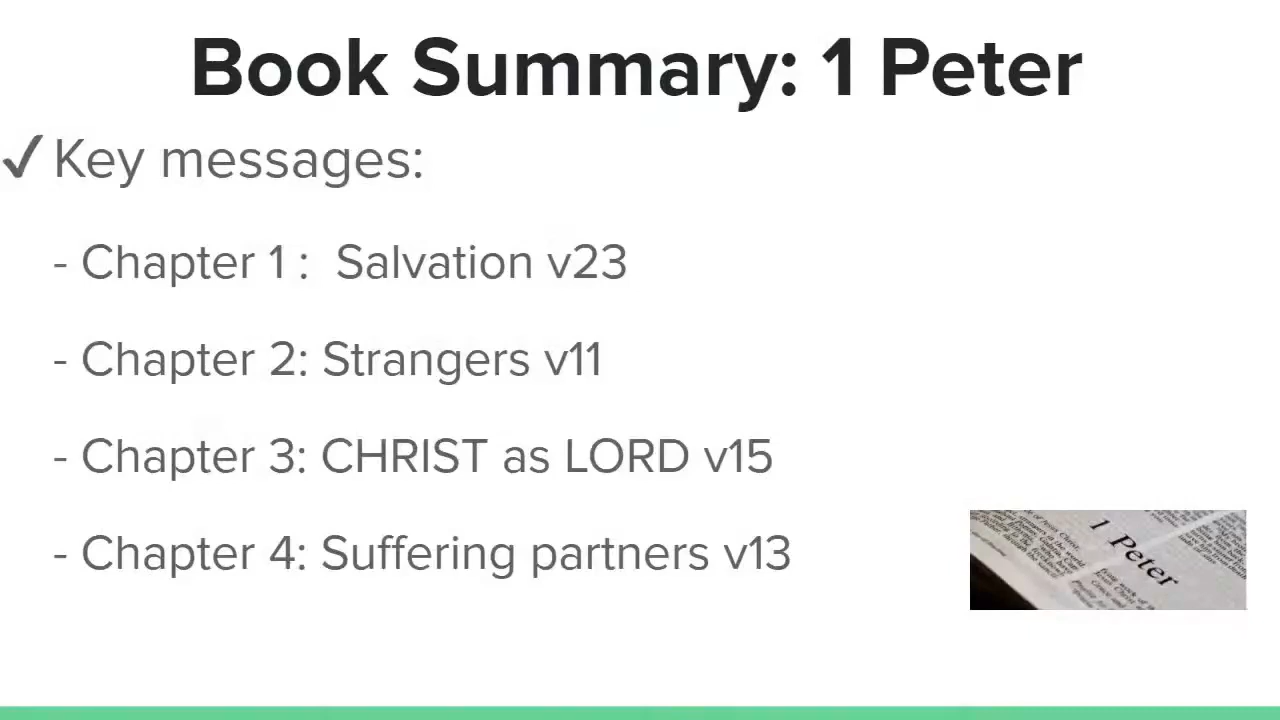 Book Summary: 1 Peter
✓ Key messages:
- Chapter 1 : Salvation v23
- Chapter 2: Strangers v11
- Chapter 3: CHRIST as LORD v15
- Chapter 4: Suffering partners v13
1 Peter